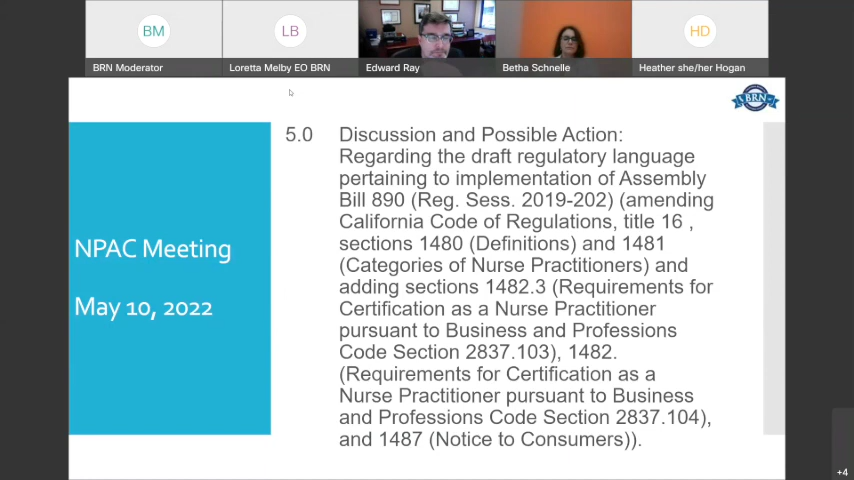 BM
LB
HD
BRN Moderator
Loretta Melby EO BRN
Edward Ray
Betha Schnelle
Heather she/her Hogan
BRN
NPAC Meeting
May 10, 2022
5.0 Discussion and Possible Action:
Regarding the draft regulatory language
pertaining to implementation of Assembly
Bill 890 (Reg. Sess. 2019-202) (amending
California Code of Regulations, title 16 ,
sections 1480 (Definitions) and 1481
(Categories of Nurse Practitioners) and
adding sections 1482.3 (Requirements for
Certification as a Nurse Practitioner
pursuant to Business and Professions
Code Section 2837.103), 1482.
(Requirements for Certification as a
Nurse Practitioner pursuant to Business
and Professions Code Section 2837.104),
and 1487 (Notice to Consumers)).
+4